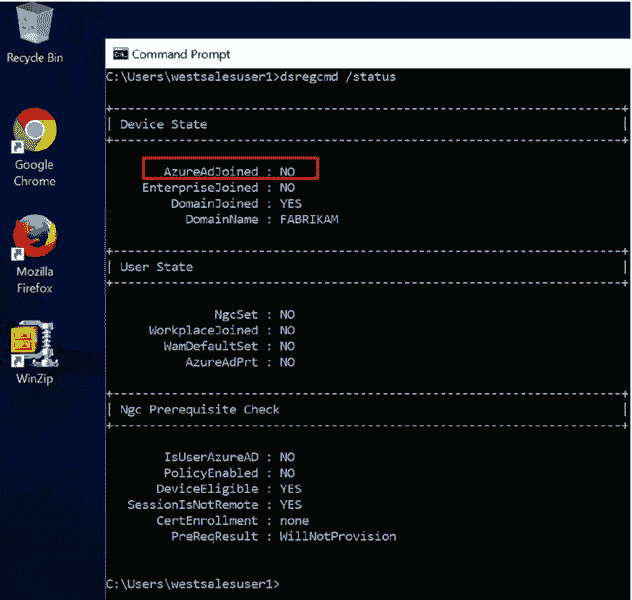 Recycle Bin
Google
Chrome
Mozilla
Firefox
WinZip
Command Prompt
C:\Users\westsalesuser1>dsregcmd /status
+----------------------------------------------------------------------+
| Device State |
+----------------------------------------------------------------------+
AzureAdJoined : NO
EnterpriseJoined : NO
DomainJoined : YES
DomainName : FABRIKAM
+----------------------------------------------------------------------+
| User State |
+----------------------------------------------------------------------+
NgcSet : NO
WorkplaceJoined : NO
WamDefaultSet : NO
AzureAdPrt : NO
+----------------------------------------------------------------------+
| Ngc Prerequisite Check |
+----------------------------------------------------------------------+
IsUserAzureAD : NO
PolicyEnabled : NO
DeviceEligible : YES
SessionIsNotRemote : YES
CertEnrollment : none
PreReqResult : WillNotProvision
C:\Users\westsalesuser1>